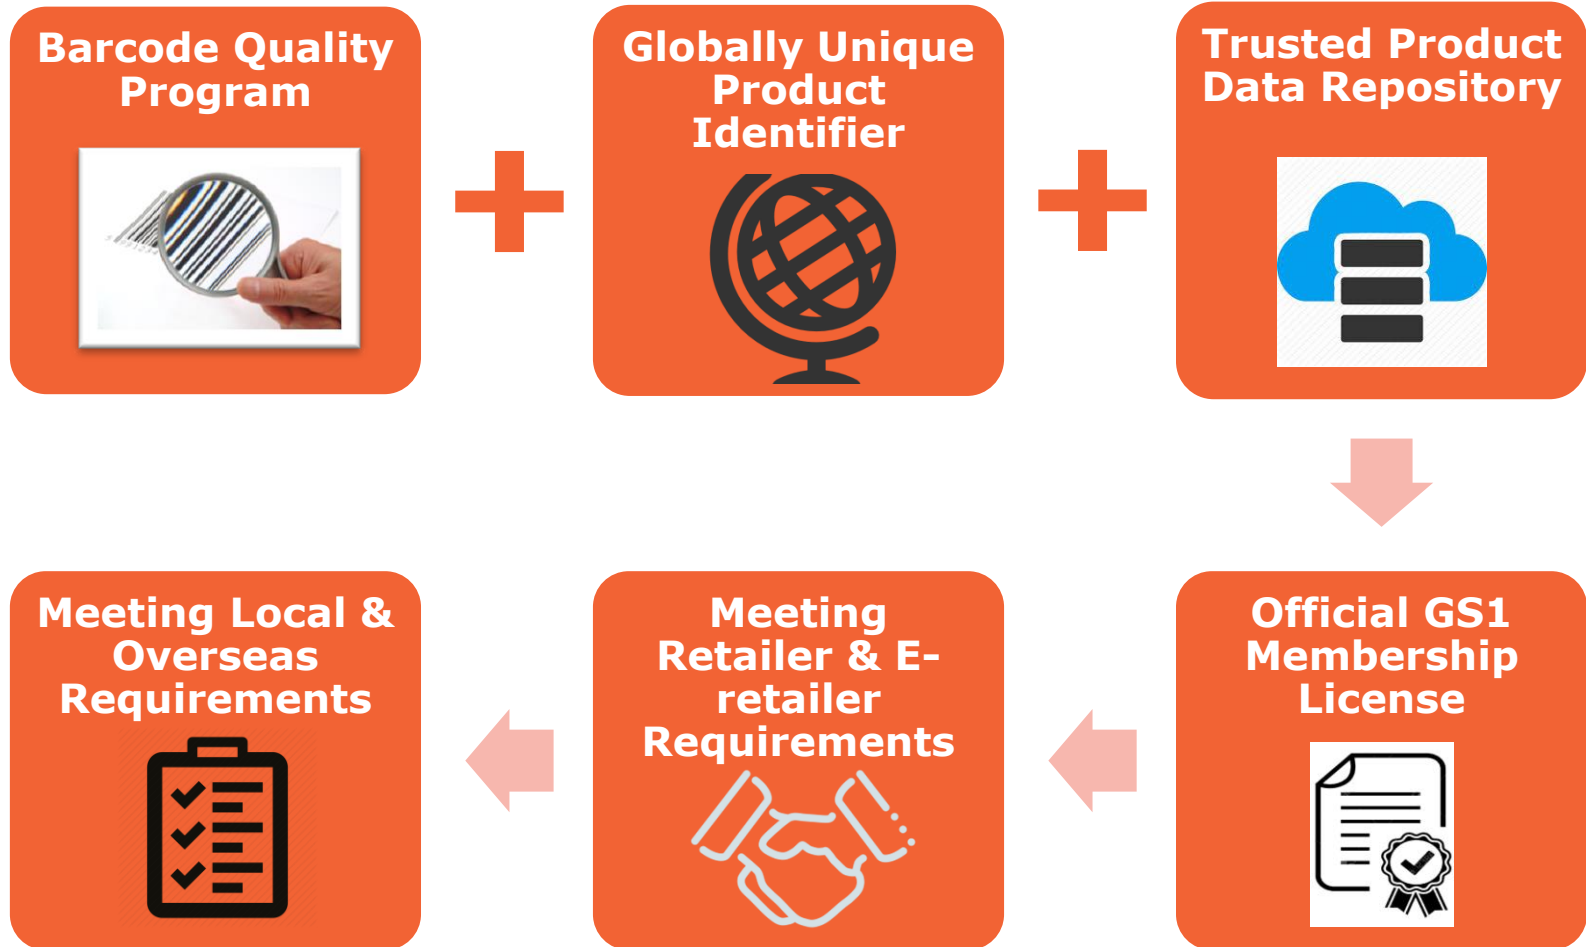 Barcode Quality
Program
Globally Unique
Product
Identifier
Trusted Product
Data Repository
Meeting Local &
Overseas
Requirements
Meeting
Retailer & E-
retailer
Requirements
Official GS1
Membership
License